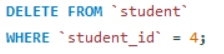 DELETE FROM `student`
WHERE `student_id` = 4;